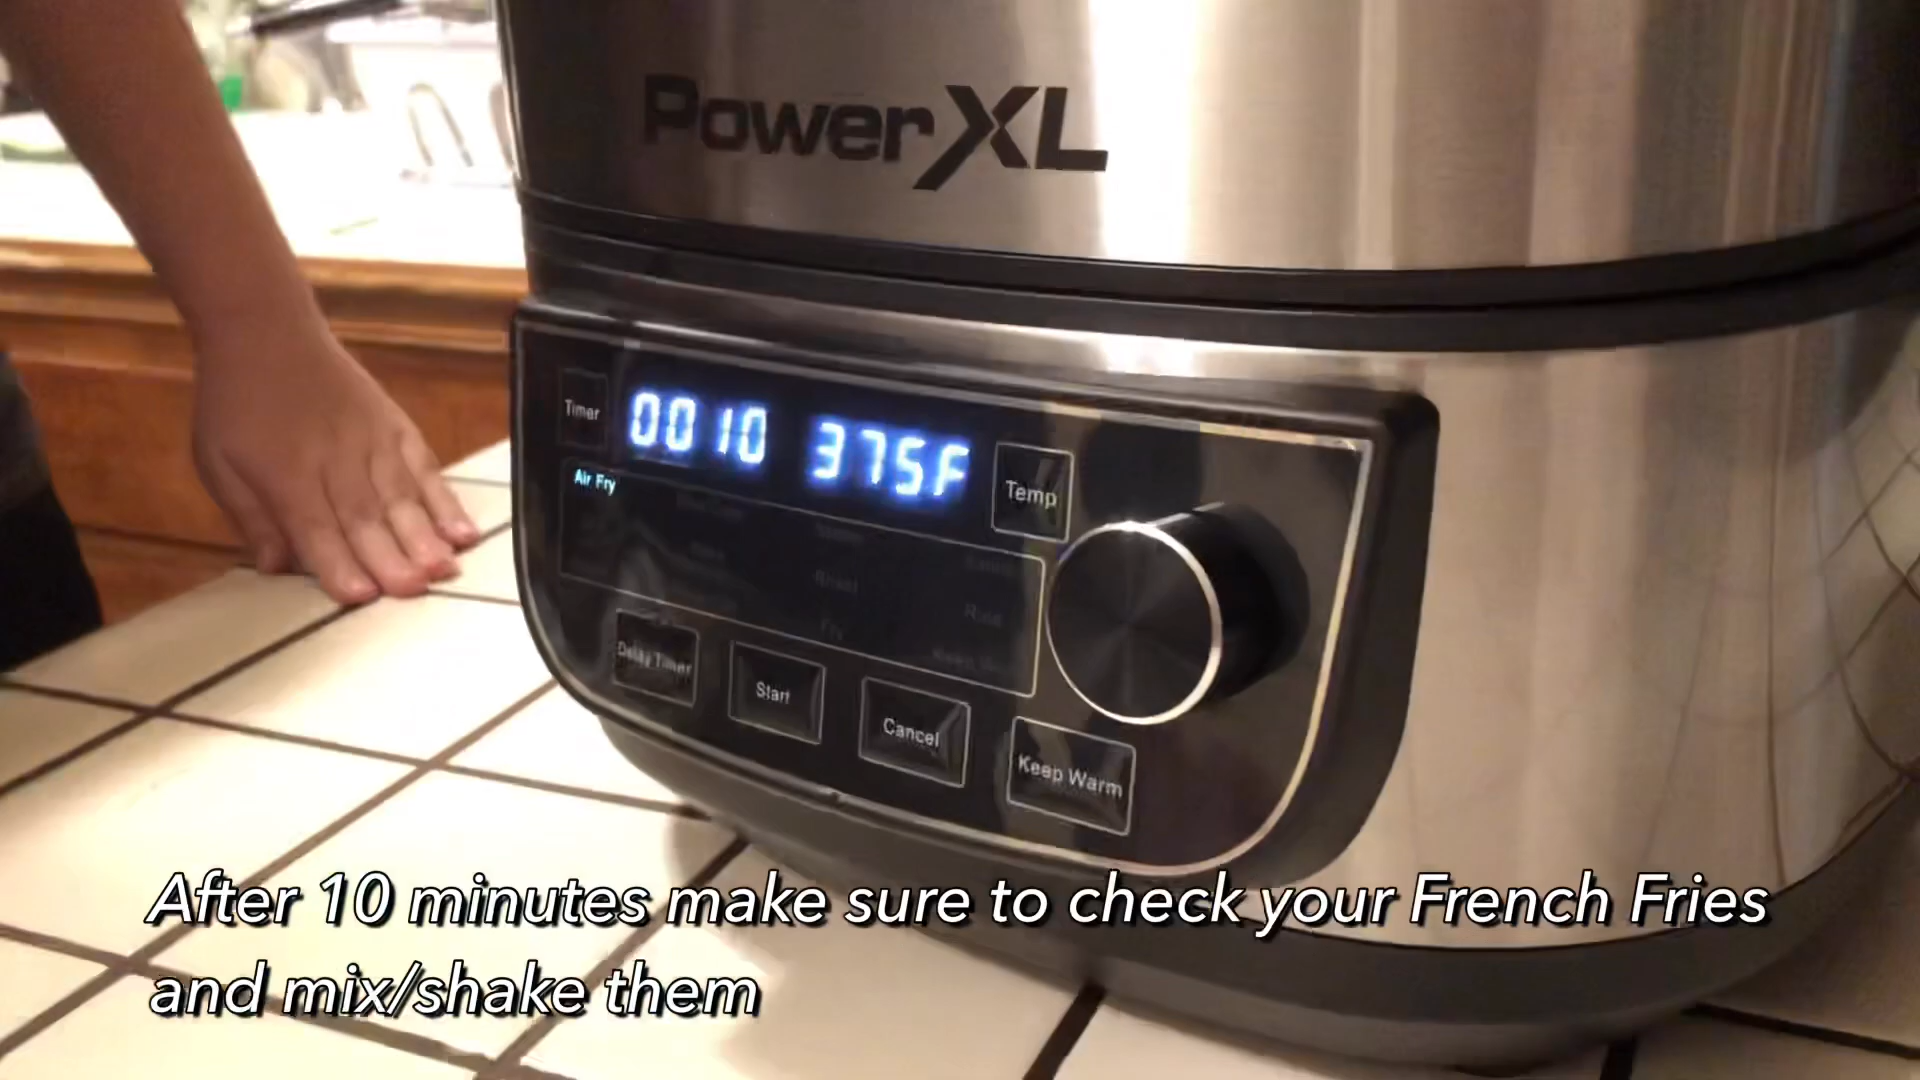 PowerXL
Timer
0010 375F
Temp
Air Fry
Delay Timer
Start
Cancel
Keep Warm
After 10 minutes make sure to check your French Fries
and mix/shake them